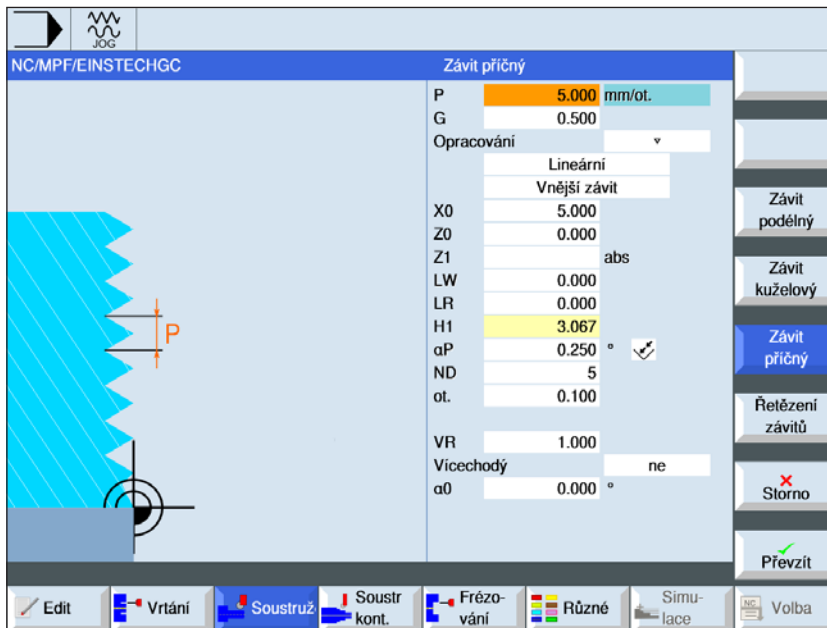 JOG
NC/MPF/EINSTECHGC
Závit příčný
P 5.000 mm/ot.
G 0.500
Opracování ▿
Lineární
Vnější závit
X0 5.000
Z0 0.000
Z1 abs
LW 0.000
LR 0.000
H1 3.067
αP 0.250 °
ND 5
ot. 0.100
VR 1.000
Vícechodý ne
α0 0.000 °
P
Závit
podélný
Závit
kuželový
Závit
příčný
Řetězení
závitů
Storno
Převzít
Edit
Vrtání
Soustruž
Soustr
kont.
Frézo-
vání
Různé
Simu-
lace
NC
Volba